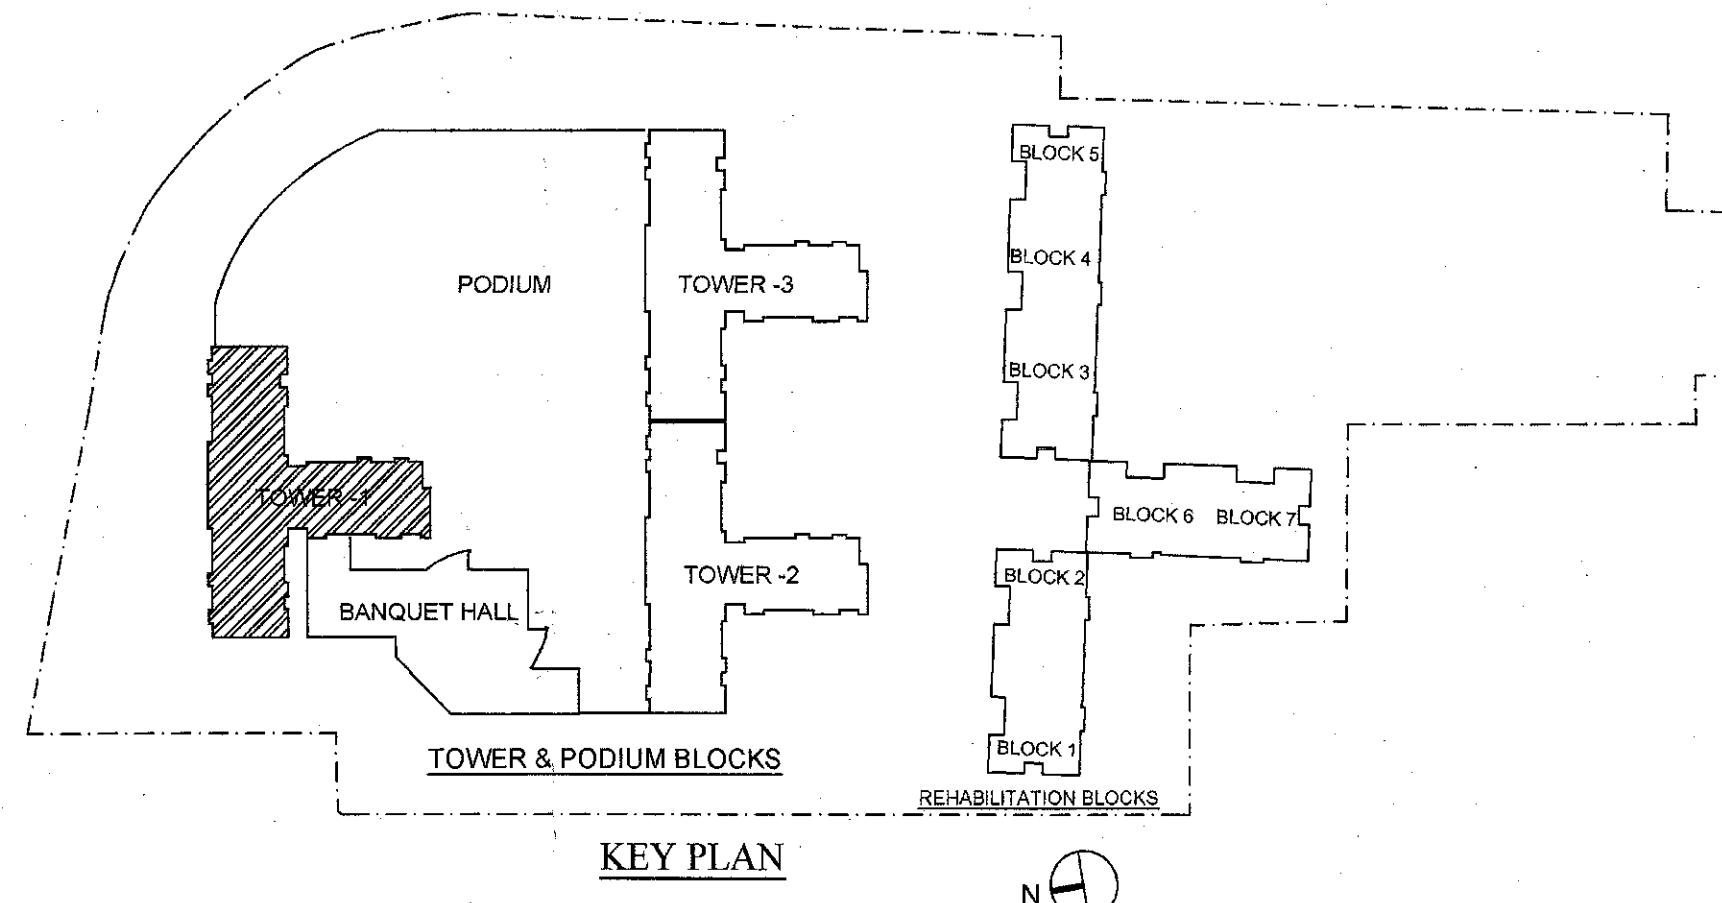 BLOCK 5
BLOCK 4
PODIUM
TOWER -3
BLOCK 3
TOWER -1
BLOCK 6
BLOCK 7
TOWER -2
BLOCK 2
BANQUET HALL
BLOCK 1
TOWER & PODIUM BLOCKS
REHABILITATION BLOCKS
KEY PLAN
N